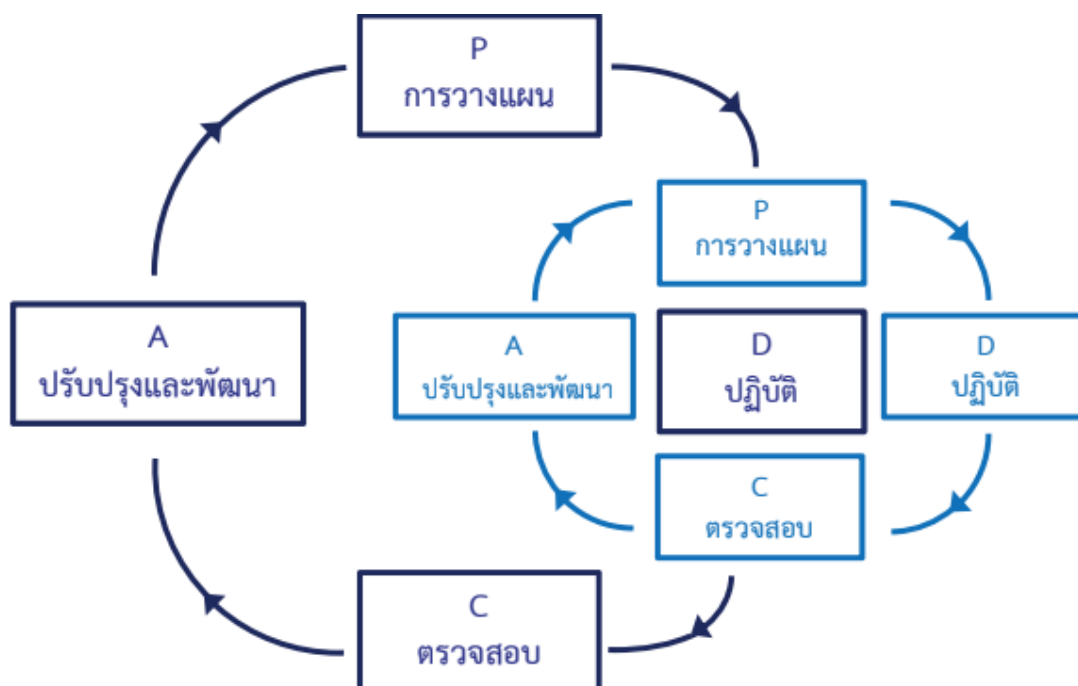 P
การวางแผน
P
การวางแผน
A
ปรับปรุงและพัฒนา
A
ปรับปรุงและพัฒนา
D
ปฏิบัติ
D
ปฏิบัติ
C
ตรวจสอบ
C
ตรวจสอบ